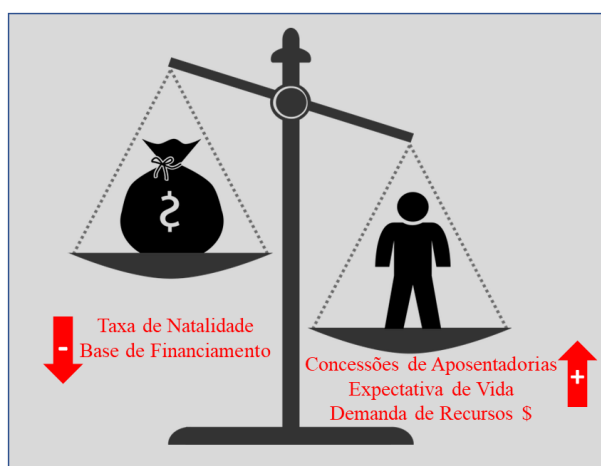 $
Taxa de Natalidade
Base de Financiamento
-
Concessões de Aposentadorias
Expectativa de Vida
Demanda de Recursos $
+